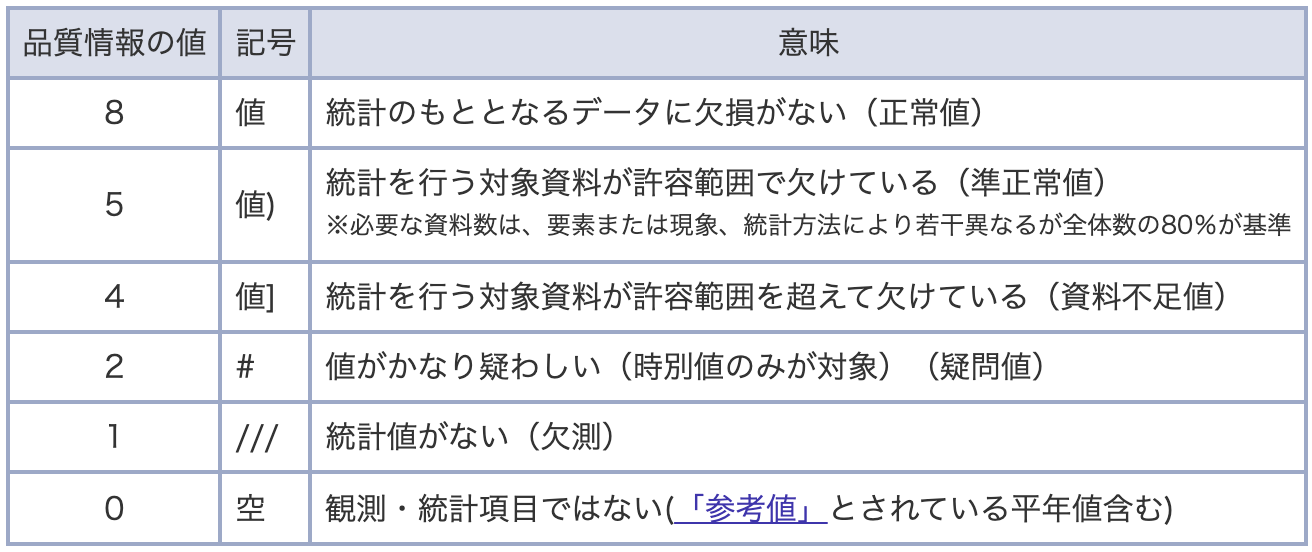 品質情報の値 記号 意味
8 値 統計のもととなるデータに欠損がない（正常値）
5 値) 統計を行う対象資料が許容範囲で欠けている（準正常値）
※必要な資料数は、要素または現象、統計方法により若干異なるが全体数の80%が基準
4 値] 統計を行う対象資料が許容範囲を超えて欠けている（資料不足値）
2 # 値がかなり疑わしい（時別値のみが対象）（疑問値）
1 /// 統計値がない（欠測）
0 空 観測・統計項目ではない(「参考値」とされている平年値含む)